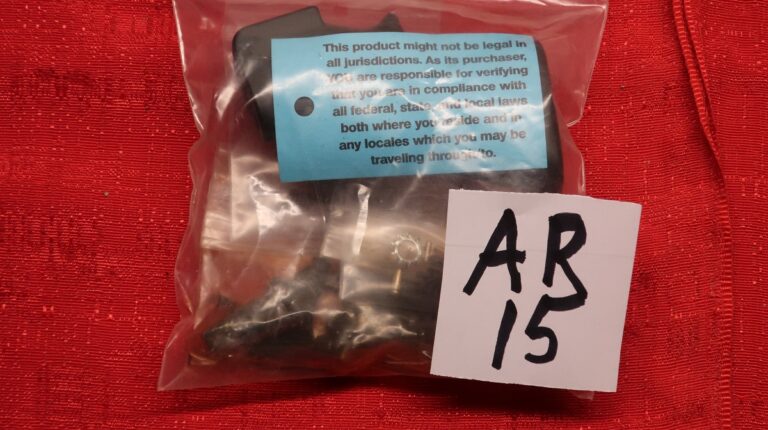 This product might not be legal in
all jurisdictions. As its purchaser,
YOU are responsible for verifying
that you are in compliance with
all federal, state, and local laws
both where you reside and in
any locales which you may be
traveling through/to.
AR
15